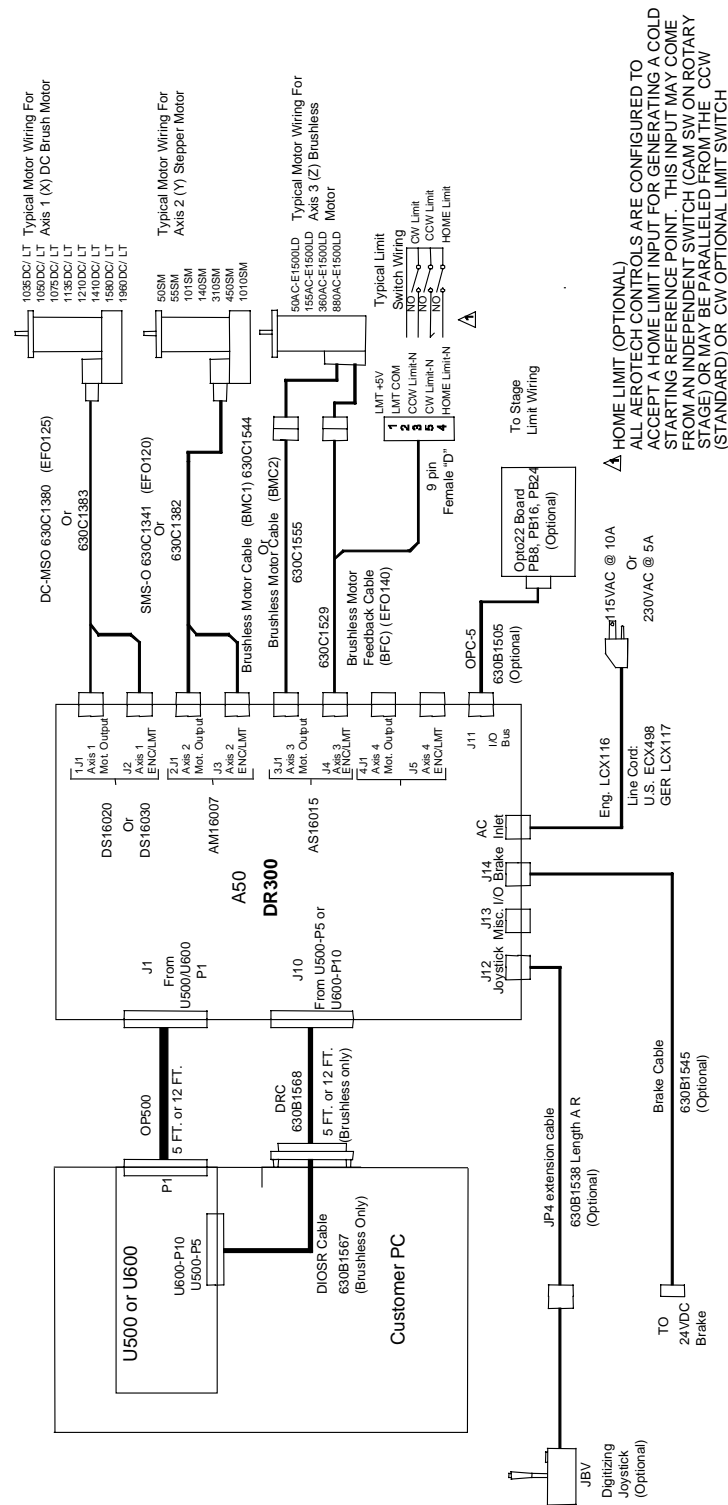 U500 or U600
P1
U600-P10
U500-P5
DIOSR Cable
630B1567
(Brushless Only)
Customer PC
OP500
5 FT. or 12 FT.
DRC
630B1568
5 FT. or 12 FT.
(Brushless only)
J1
From
U500/U600
P1
J10
From U500-P5 or
U600-P10
A50
DR300
DS16020
Or
DS16030
AM16007
AS16015
1J1
Axis 1
Mot. Output
J2
Axis 1
ENC/LMT
2J1
Axis 2
Mot. Output
J3
Axis 2
ENC/LMT
3J1
Axis 3
Mot. Output
J4
Axis 3
ENC/LMT
4J1
Axis 4
Mot. Output
J5
Axis 4
ENC/LMT
J11
I/O
Bus
J12
Joystick
J13
Misc. I/O
J14
Brake
AC
Inlet
DC-MSO 630C1380 (EFO125)
Or
630C1383
SMS-O 630C1341 (EFO120)
Or
630C1382
Brushless Motor Cable (BMC1) 630C1544
Or
Brushless Motor Cable (BMC2)
630C1555
630C1529
Brushless Motor
Feedback Cable
(BFC) (EFO140)
9 pin
Female "D"
1 LMT +5V
2 LMT COM
3 CCW Limit-N
5 CW Limit-N
4 HOME Limit-N
1035DC/ LT
1050DC/ LT
1075DC/ LT
1135DC/ LT
1210DC/ LT
1410DC/ LT
1580DC/ LT
1960DC/ LT
Typical Motor Wiring For
Axis 1 (X) DC Brush Motor
50SM
55SM
101SM
140SM
310SM
450SM
1010SM
Typical Motor Wiring For
Axis 2 (Y) Stepper Motor
50AC-E1500LD
155AC-E1500LD
360AC-E1500LD
880AC-E1500LD
Typical Motor Wiring For
Axis 3 (Z) Brushless
Motor
Typical Limit
Switch Wiring
NO
CW Limit
NO
CCW Limit
NO
HOME Limit
1
OPC-5
630B1505
(Optional)
Opto22 Board
PB8, PB16, PB24
(Optional)
To Stage
Limit Wiring
Eng. LCX116
Line Cord:
U.S. ECX498
GER LCX117
115VAC @ 10A
Or
230VAC @ 5A
JP4 extension cable
630B1538 Length A R
(Optional)
Brake Cable
630B1545
(Optional)
TO
24VDC
Brake
JBV
Digitizing
Joystick
(Optional)
1 HOME LIMIT (OPTIONAL)
ALL AEROTECH CONTROLS ARE CONFIGURED TO
ACCEPT A HOME LIMIT INPUT FOR GENERATING A COLD
STARTING REFERENCE POINT. THIS INPUT MAY COME
FROM AN INDEPENDENT SWITCH (CAM SW ON ROTARY
STAGE) OR MAY BE PARALLELED FROM THE CCW
(STANDARD) OR CW OPTIONAL LIMIT SWITCH